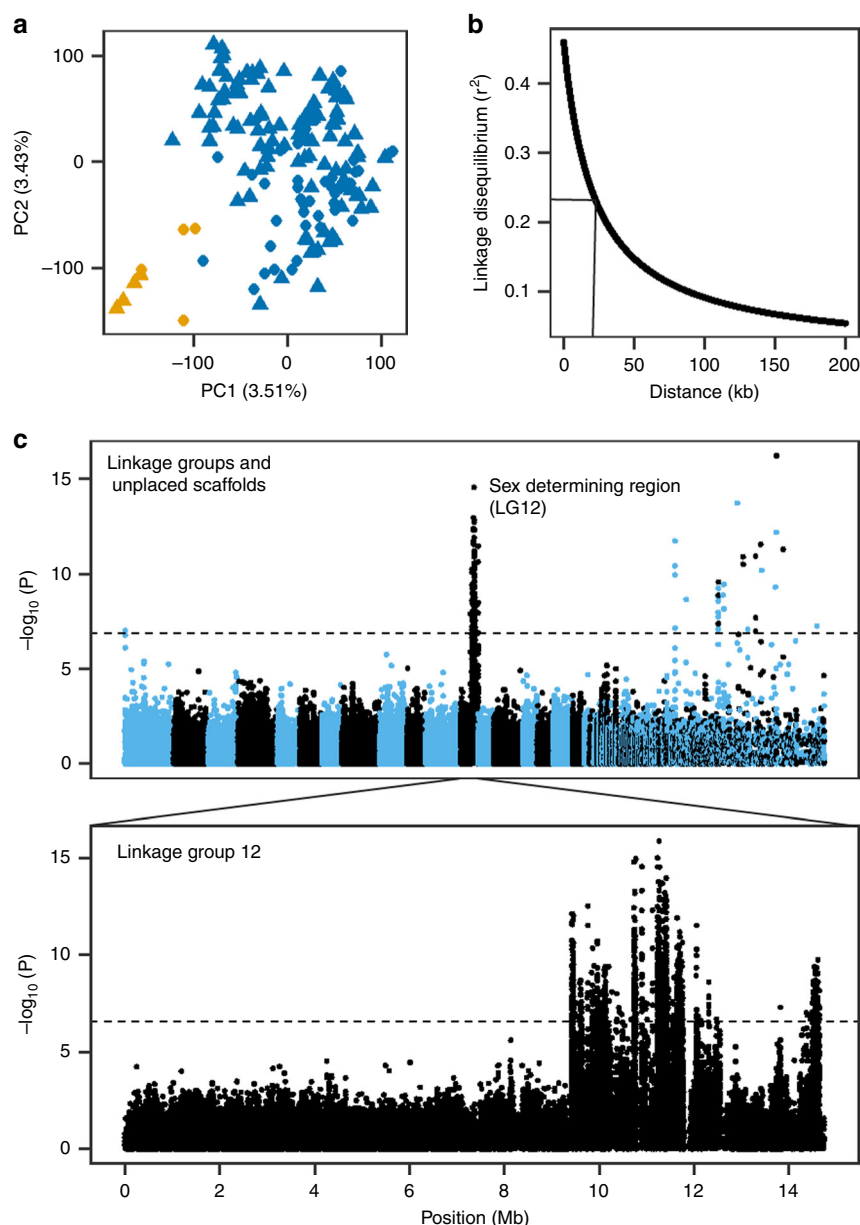 a
100
0
−100
PC2 (3.43%)
−100
0
100
PC1 (3.51%)
b
0.4
0.3
0.2
0.1
Linkage disequilibrium (r²)
0
50
100
150
200
Distance (kb)
c
Linkage groups and
unplaced scaffolds
Sex determining region
(LG12)
15
10
5
0
−log₁₀ (P)
Linkage group 12
15
10
5
0
−log₁₀ (P)
0
2
4
6
8
10
12
14
Position (Mb)